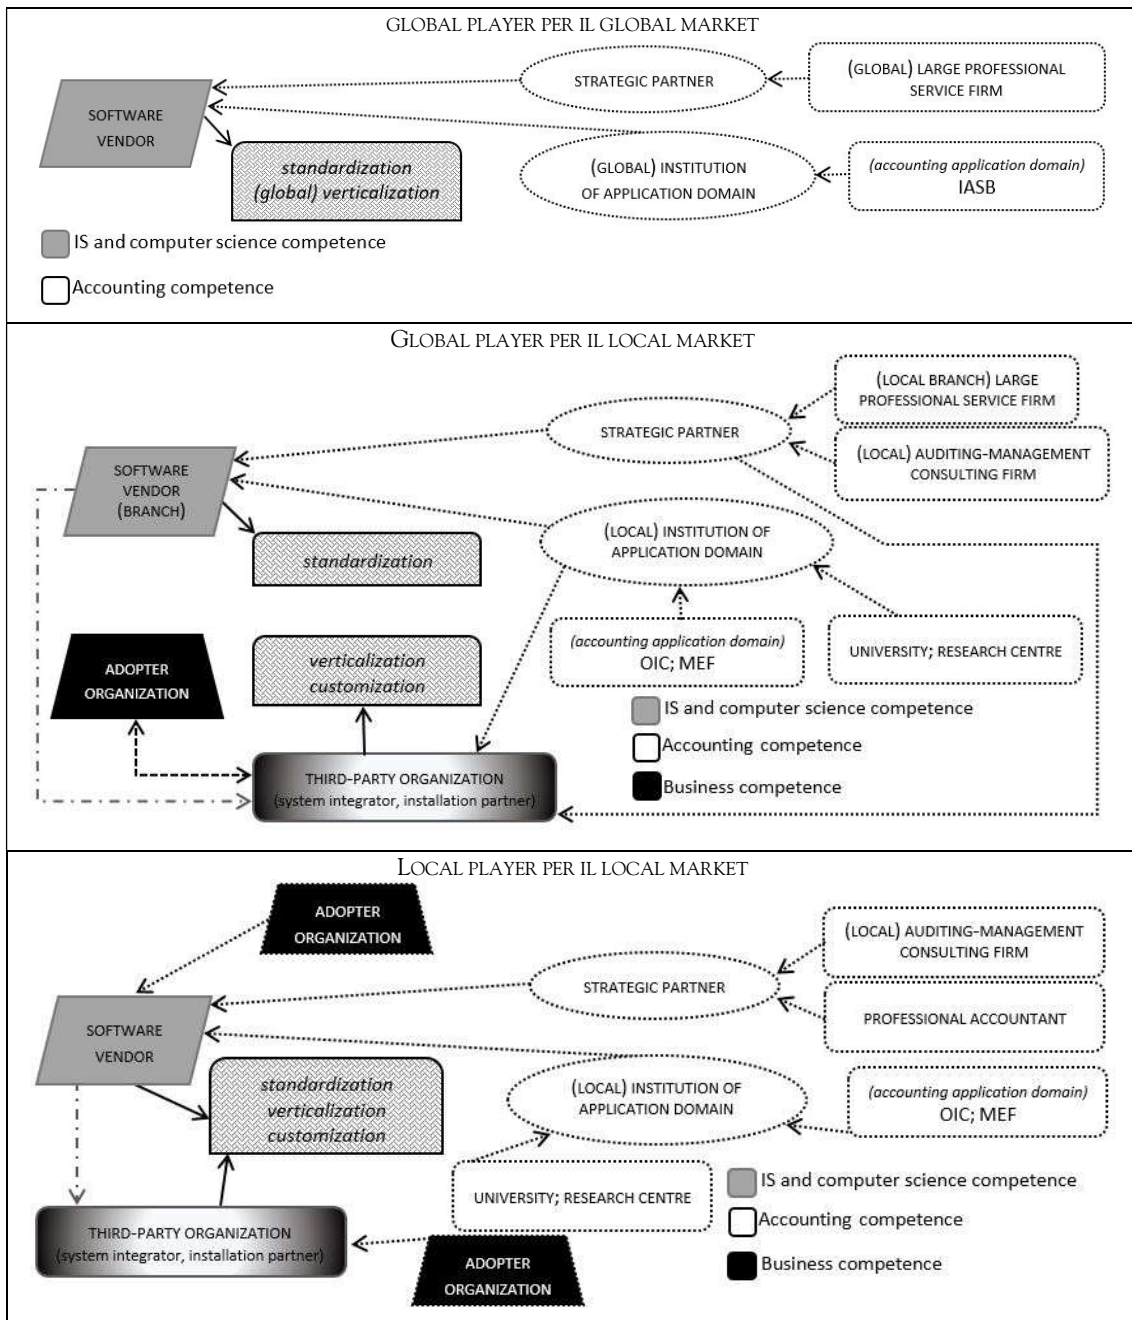 GLOBAL PLAYER PER IL GLOBAL MARKET
STRATEGIC PARTNER
(GLOBAL) LARGE PROFESSIONAL
SERVICE FIRM
SOFTWARE
VENDOR
standardization
(global) verticalization
(GLOBAL) INSTITUTION
OF APPLICATION DOMAIN
(accounting application domain)
IASB
IS and computer science competence
Accounting competence
GLOBAL PLAYER PER IL LOCAL MARKET
(LOCAL BRANCH) LARGE
PROFESSIONAL SERVICE FIRM
STRATEGIC PARTNER
(LOCAL) AUDITING-MANAGEMENT
CONSULTING FIRM
SOFTWARE
VENDOR
(BRANCH)
(LOCAL) INSTITUTION OF
APPLICATION DOMAIN
standardization
(accounting application domain)
OIC; MEF
UNIVERSITY; RESEARCH CENTRE
ADOPTER
ORGANIZATION
verticalization
customization
IS and computer science competence
Accounting competence
Business competence
THIRD-PARTY ORGANIZATION
(system integrator, installation partner)
LOCAL PLAYER PER IL LOCAL MARKET
ADOPTER
ORGANIZATION
(LOCAL) AUDITING-MANAGEMENT
CONSULTING FIRM
STRATEGIC PARTNER
PROFESSIONAL ACCOUNTANT
SOFTWARE
VENDOR
standardization
verticalization
customization
(LOCAL) INSTITUTION OF
APPLICATION DOMAIN
(accounting application domain)
OIC; MEF
UNIVERSITY; RESEARCH CENTRE
IS and computer science competence
Accounting competence
Business competence
THIRD-PARTY ORGANIZATION
(system integrator, installation partner)
ADOPTER
ORGANIZATION